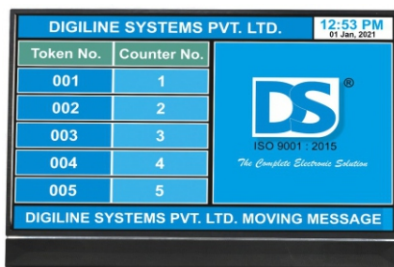 DIGILINE SYSTEMS PVT. LTD.
12:53 PM
01 Jan, 2021
Token No. Counter No.
001 1
002 2
003 3
004 4
005 5
DS®
ISO 9001 : 2015
The Complete Electronic Solution
DIGILINE SYSTEMS PVT. LTD. MOVING MESSAGE